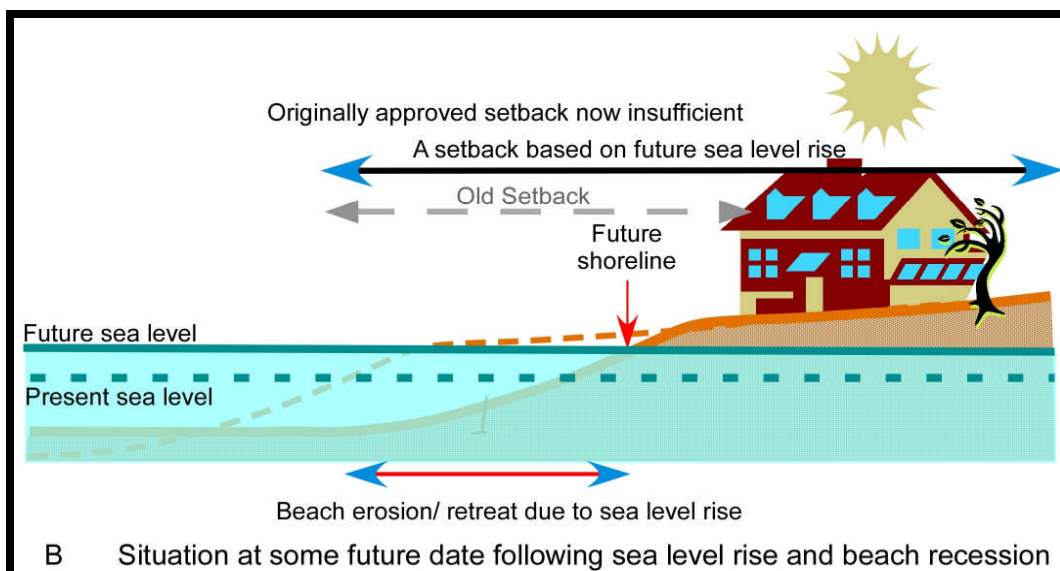 Originally approved setback now insufficient
A setback based on future sea level rise
Old Setback
Future
shoreline
Future sea level
Present sea level
Beach erosion/ retreat due to sea level rise
B Situation at some future date following sea level rise and beach recession